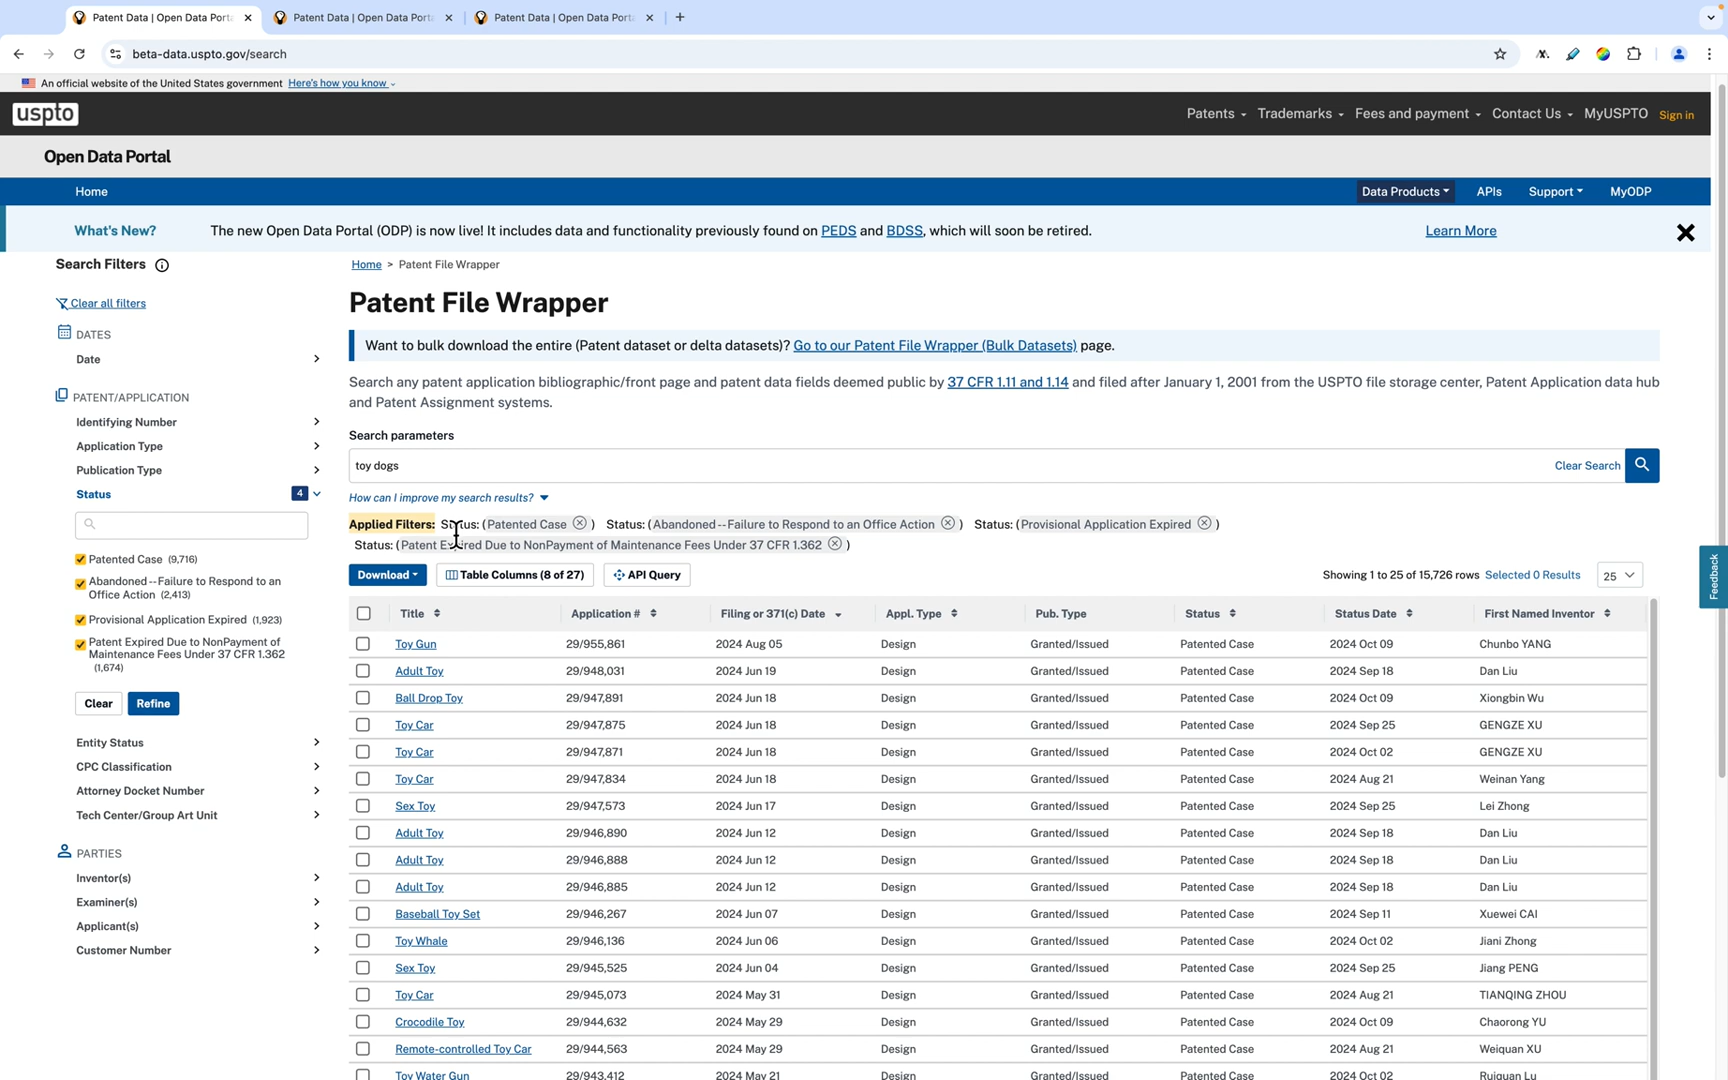 Patent Data | Open Data Port
Patent Data | Open Data Port
Patent Data | Open Data Port
beta-data.uspto.gov/search
An official website of the United States government Here's how you know
uspto
Patents Trademarks Fees and payment Contact Us MyUSPTO Sign in
Open Data Portal
Home Data Products APIs Support MyODP
What's New? The new Open Data Portal (ODP) is now live! It includes data and functionality previously found on PEDS and BDSS, which will soon be retired. Learn More
Search Filters
Clear all filters
DATES
Date
PATENT/APPLICATION
Identifying Number
Application Type
Publication Type
Status 4
Patented Case (9,716)
Abandoned -- Failure to Respond to an
Office Action (2,413)
Provisional Application Expired (1,923)
Patent Expired Due to NonPayment of
Maintenance Fees Under 37 CFR 1.362
(1,674)
Clear Refine
Entity Status
CPC Classification
Attorney Docket Number
Tech Center/Group Art Unit
PARTIES
Inventor(s)
Examiner(s)
Applicant(s)
Customer Number
Home > Patent File Wrapper
Patent File Wrapper
Want to bulk download the entire (Patent dataset or delta datasets)? Go to our Patent File Wrapper (Bulk Datasets) page.
Search any patent application bibliographic/front page and patent data fields deemed public by 37 CFR 1.11 and 1.14 and filed after January 1, 2001 from the USPTO file storage center, Patent Application data hub
and Patent Assignment systems.
Search parameters
toy dogs Clear Search
How can I improve my search results?
Applied Filters: Status: (Patented Case ) Status: (Abandoned -- Failure to Respond to an Office Action ) Status: (Provisional Application Expired )
Status: (Patent Expired Due to NonPayment of Maintenance Fees Under 37 CFR 1.362 )
Download Table Columns (8 of 27) API Query Showing 1 to 25 of 15,726 rows Selected 0 Results 25
Title Application # Filing or 371(c) Date Appl. Type Pub. Type Status Status Date First Named Inventor
Toy Gun 29/955,861 2024 Aug 05 Design Granted/Issued Patented Case 2024 Oct 09 Chunbo YANG
Adult Toy 29/948,031 2024 Jun 19 Design Granted/Issued Patented Case 2024 Sep 18 Dan Liu
Ball Drop Toy 29/947,891 2024 Jun 18 Design Granted/Issued Patented Case 2024 Oct 09 Xiongbin Wu
Toy Car 29/947,875 2024 Jun 18 Design Granted/Issued Patented Case 2024 Sep 25 GENGZE XU
Toy Car 29/947,871 2024 Jun 18 Design Granted/Issued Patented Case 2024 Oct 02 GENGZE XU
Toy Car 29/947,834 2024 Jun 18 Design Granted/Issued Patented Case 2024 Aug 21 Weinan Yang
Sex Toy 29/947,573 2024 Jun 17 Design Granted/Issued Patented Case 2024 Sep 25 Lei Zhong
Adult Toy 29/946,890 2024 Jun 12 Design Granted/Issued Patented Case 2024 Sep 18 Dan Liu
Adult Toy 29/946,888 2024 Jun 12 Design Granted/Issued Patented Case 2024 Sep 18 Dan Liu
Adult Toy 29/946,885 2024 Jun 12 Design Granted/Issued Patented Case 2024 Sep 18 Dan Liu
Baseball Toy Set 29/946,267 2024 Jun 07 Design Granted/Issued Patented Case 2024 Sep 11 Xuewei CAI
Toy Whale 29/946,136 2024 Jun 06 Design Granted/Issued Patented Case 2024 Oct 02 Jiani Zhong
Sex Toy 29/945,525 2024 Jun 04 Design Granted/Issued Patented Case 2024 Sep 25 Jiang PENG
Toy Car 29/945,073 2024 May 31 Design Granted/Issued Patented Case 2024 Aug 21 TIANQING ZHOU
Crocodile Toy 29/944,632 2024 May 29 Design Granted/Issued Patented Case 2024 Oct 09 Chaorong YU
Remote-controlled Toy Car 29/944,563 2024 May 29 Design Granted/Issued Patented Case 2024 Aug 21 Weiquan XU
Toy Water Gun 29/943,412 2024 May 21 Design Granted/Issued Patented Case 2024 Oct 02 Ruiquan Lu
Feedback